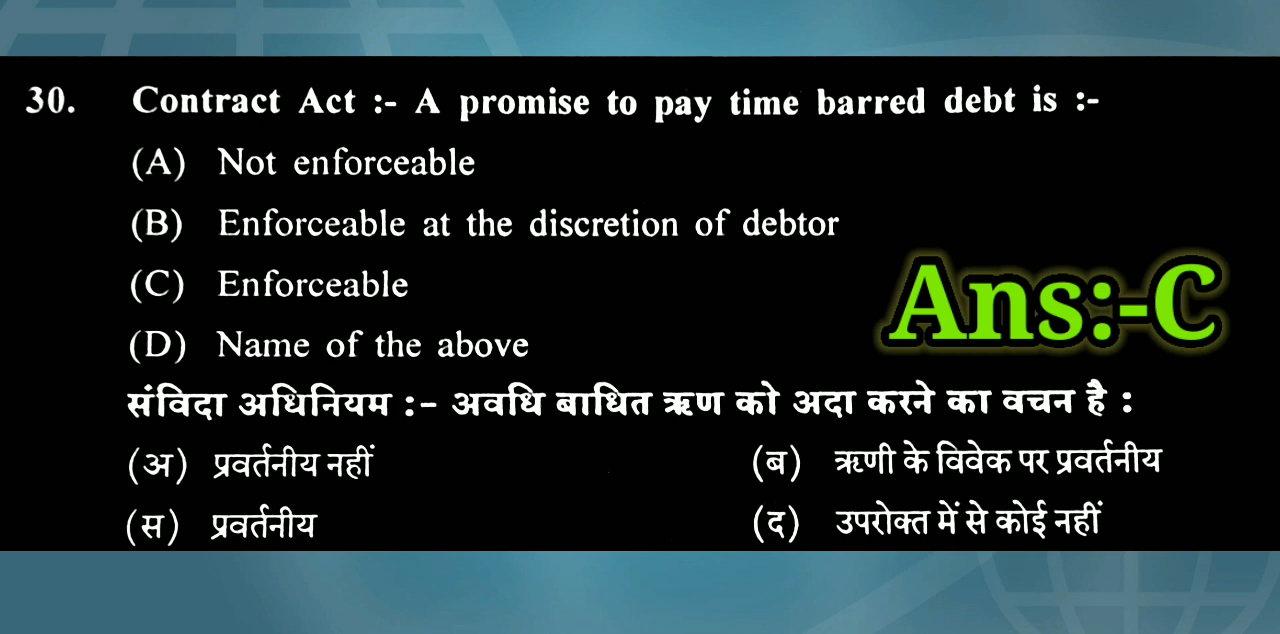 30. Contract Act :- A promise to pay time barred debt is :-
(A) Not enforceable
(B) Enforceable at the discretion of debtor
(C) Enforceable
Ans:-C
(D) Name of the above
संविदा अधिनियम :- अवधि बाधित ऋण को अदा करने का वचन है :
(अ) प्रवर्तनीय नहीं (ब) ऋणी के विवेक पर प्रवर्तनीय
(स) प्रवर्तनीय (द) उपरोक्त में से कोई नहीं